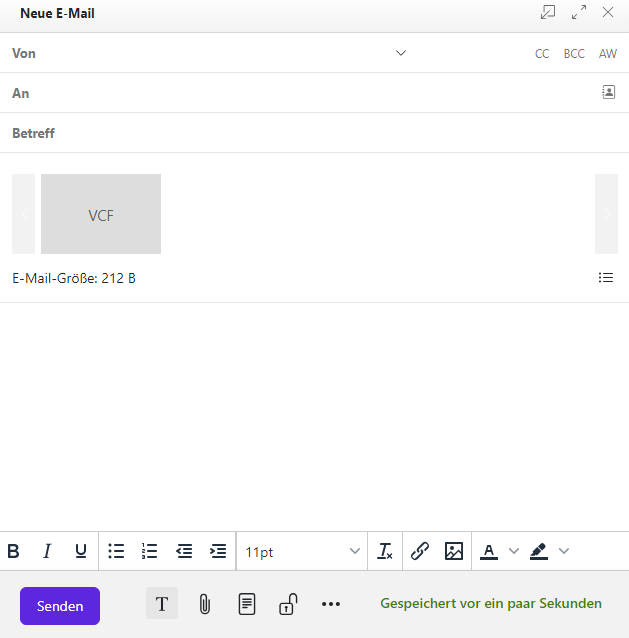 Neue E-Mail
Von CC BCC AW
An
Betreff
VCF
E-Mail-Größe: 212 B
B I U 11pt A
Senden T Gespeichert vor ein paar Sekunden